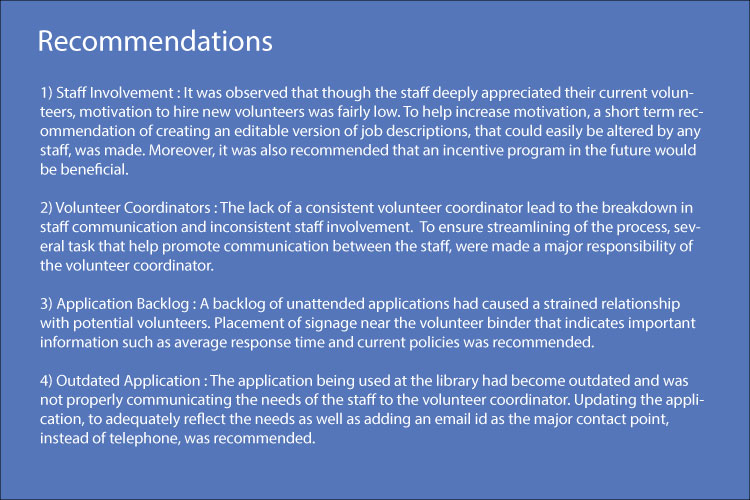 Recommendations
1) Staff Involvement : It was observed that though the staff deeply appreciated their current volun-
teers, motivation to hire new volunteers was fairly low. To help increase motivation, a short term rec-
ommendation of creating an editable version of job descriptions, that could easily be altered by any
staff, was made. Moreover, it was also recommended that an incentive program in the future would
be beneficial.
2) Volunteer Coordinators : The lack of a consistent volunteer coordinator lead to the breakdown in
staff communication and inconsistent staff involvement.  To ensure streamlining of the process, sev-
eral task that help promote communication between the staff, were made a major responsibility of
the volunteer coordinator.
3) Application Backlog : A backlog of unattended applications had caused a strained relationship
with potential volunteers. Placement of signage near the volunteer binder that indicates important
information such as average response time and current policies was recommended.
4) Outdated Application : The application being used at the library had become outdated and was
not properly communicating the needs of the staff to the volunteer coordinator. Updating the appli-
cation, to adequately reflect the needs as well as adding an email id as the major contact point,
instead of telephone, was recommended.